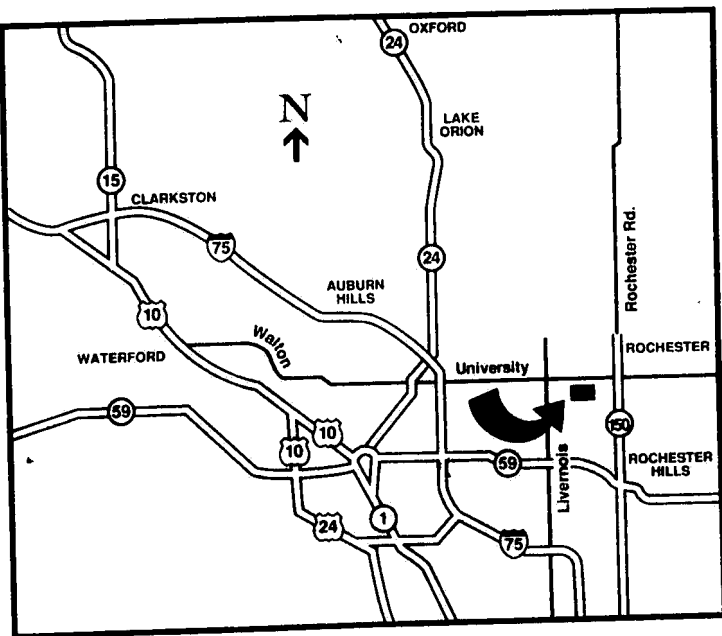 24
OXFORD
N
LAKE
ORION
15
CLARKSTON
75
24
Rochester Rd.
AUBURN
HILLS
10
Walton
WATERFORD
University
ROCHESTER
59
10
10
150
59
Livernois
ROCHESTER
HILLS
24
1
75